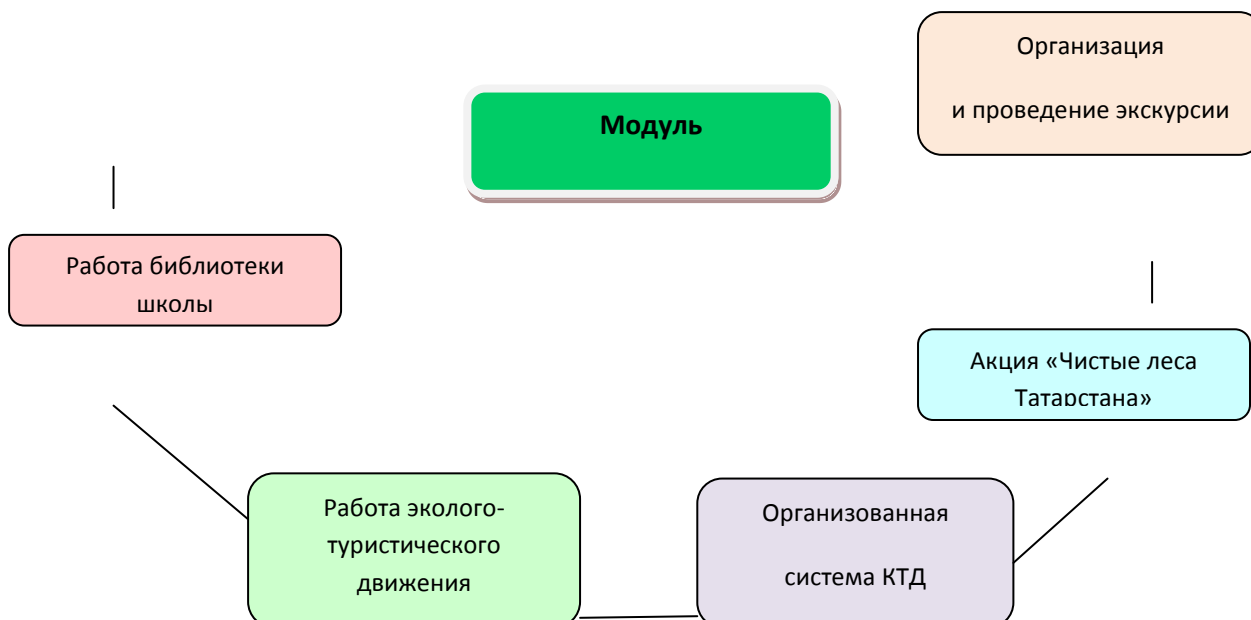 Организация
и проведение экскурсии
Модуль
Работа библиотеки
школы
Акция «Чистые леса
Татарстана»
Работа эколого-
туристического
движения
Организованная
система КТД